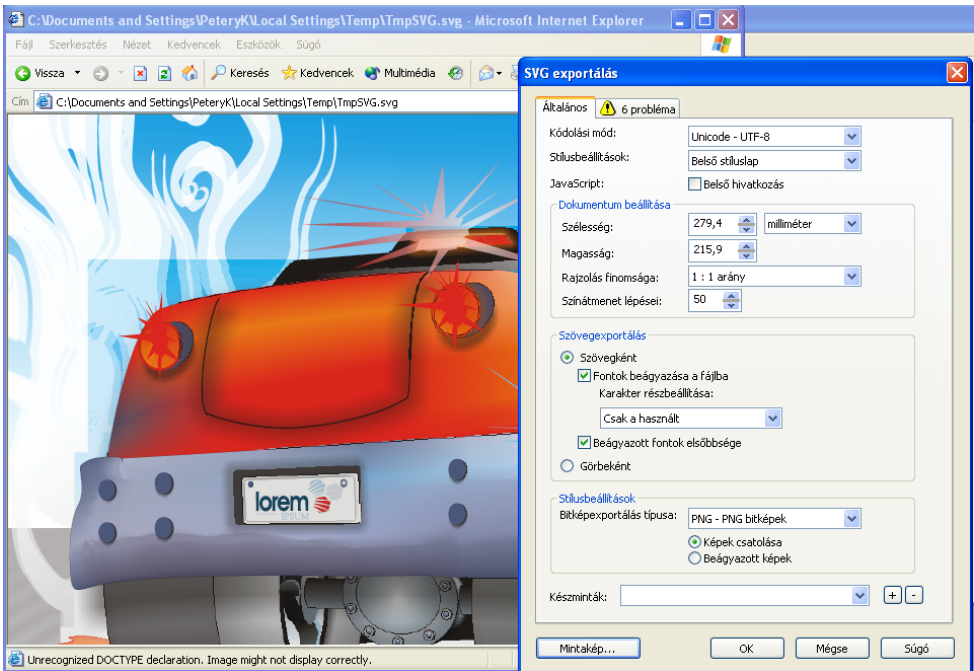 C:\Documents and Settings\PeteryK\Local Settings\Temp\TmpSVG.svg - Microsoft Internet Explorer
Fájl Szerkesztés Nézet Kedvencek Eszközök Súgó
Vissza Keresés Kedvencek Multimédia
Cím C:\Documents and Settings\PeteryK\Local Settings\Temp\TmpSVG.svg
lorem
IPSUM
Unrecognized DOCTYPE declaration. Image might not display correctly.
SVG exportálás
Általános 6 probléma
Kódolási mód: Unicode - UTF-8
Stílusbeállítások: Belső stíluslap
JavaScript: Belső hivatkozás
Dokumentum beállítása
Szélesség: 279,4 milliméter
Magasság: 215,9
Rajzolás finomsága: 1 : 1 arány
Színátmenet lépései: 50
Szövegexportálás
Szövegként
Fontok beágyazása a fájlba
Karakter részbeállítása:
Csak a használt
Beágyazott fontok elsőbbsége
Görbeként
Stílusbeállítások
Bitképexportálás típusa: PNG - PNG bitképek
Képek csatolása
Beágyazott képek
Készminták: + -
Mintakép... OK Mégse Súgó